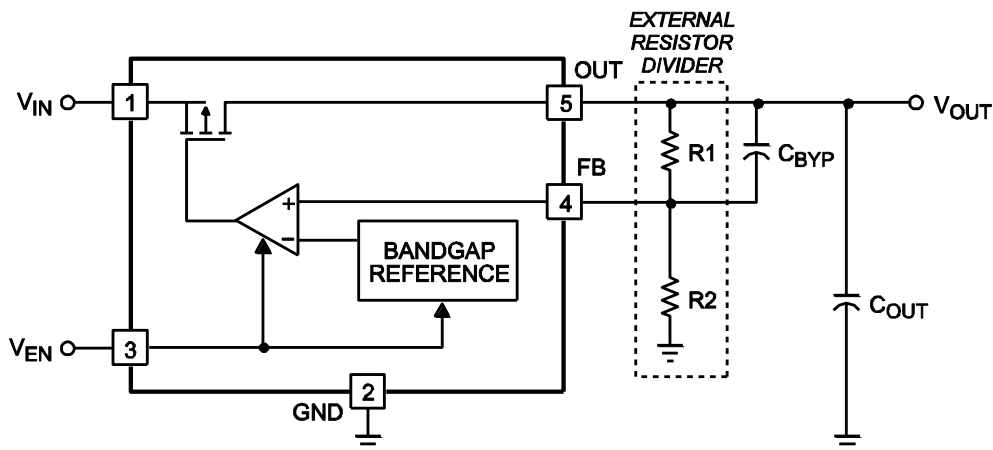 EXTERNAL
RESISTOR
DIVIDER
OUT
VIN
1
5
VOUT
R1
CBYP
FB
+
4
−
BANDGAP
REFERENCE
R2
COUT
VEN
3
2
GND